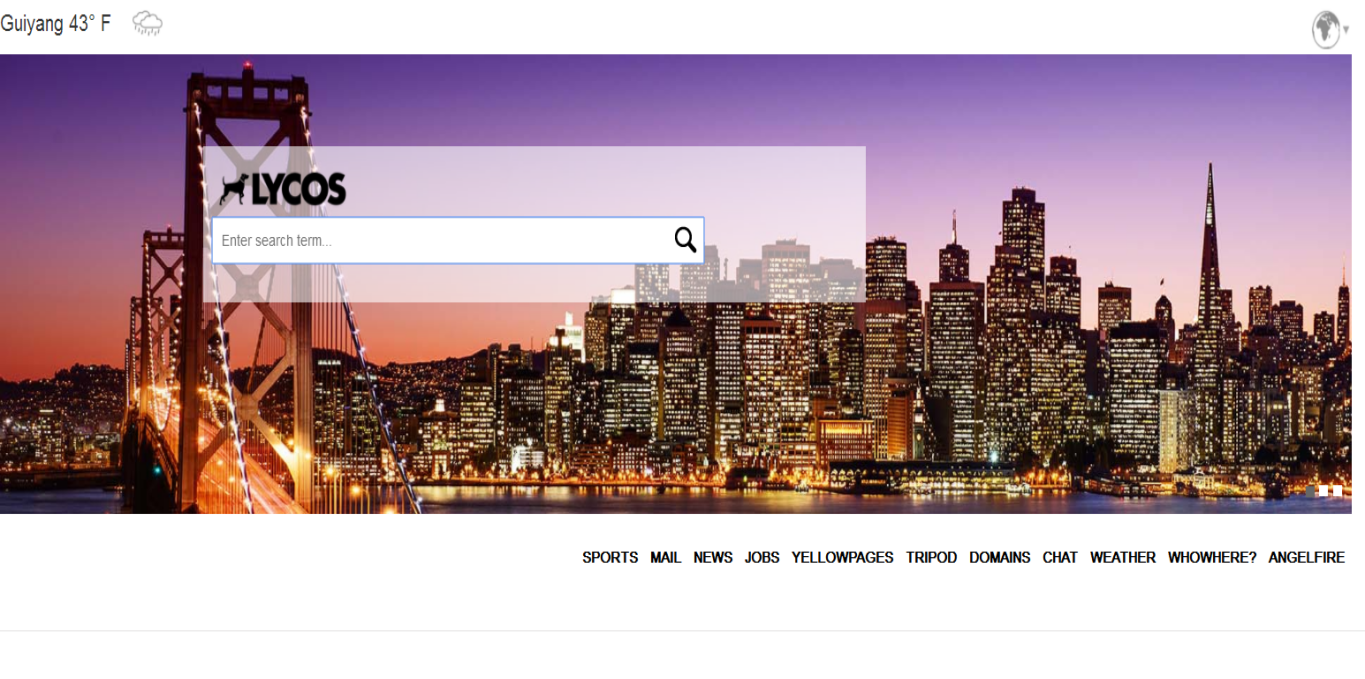 Guiyang 43° F
LYCOS
Enter search term...
SPORTS MAIL NEWS JOBS YELLOWPAGES TRIPOD DOMAINS CHAT WEATHER WHOWHERE? ANGELFIRE